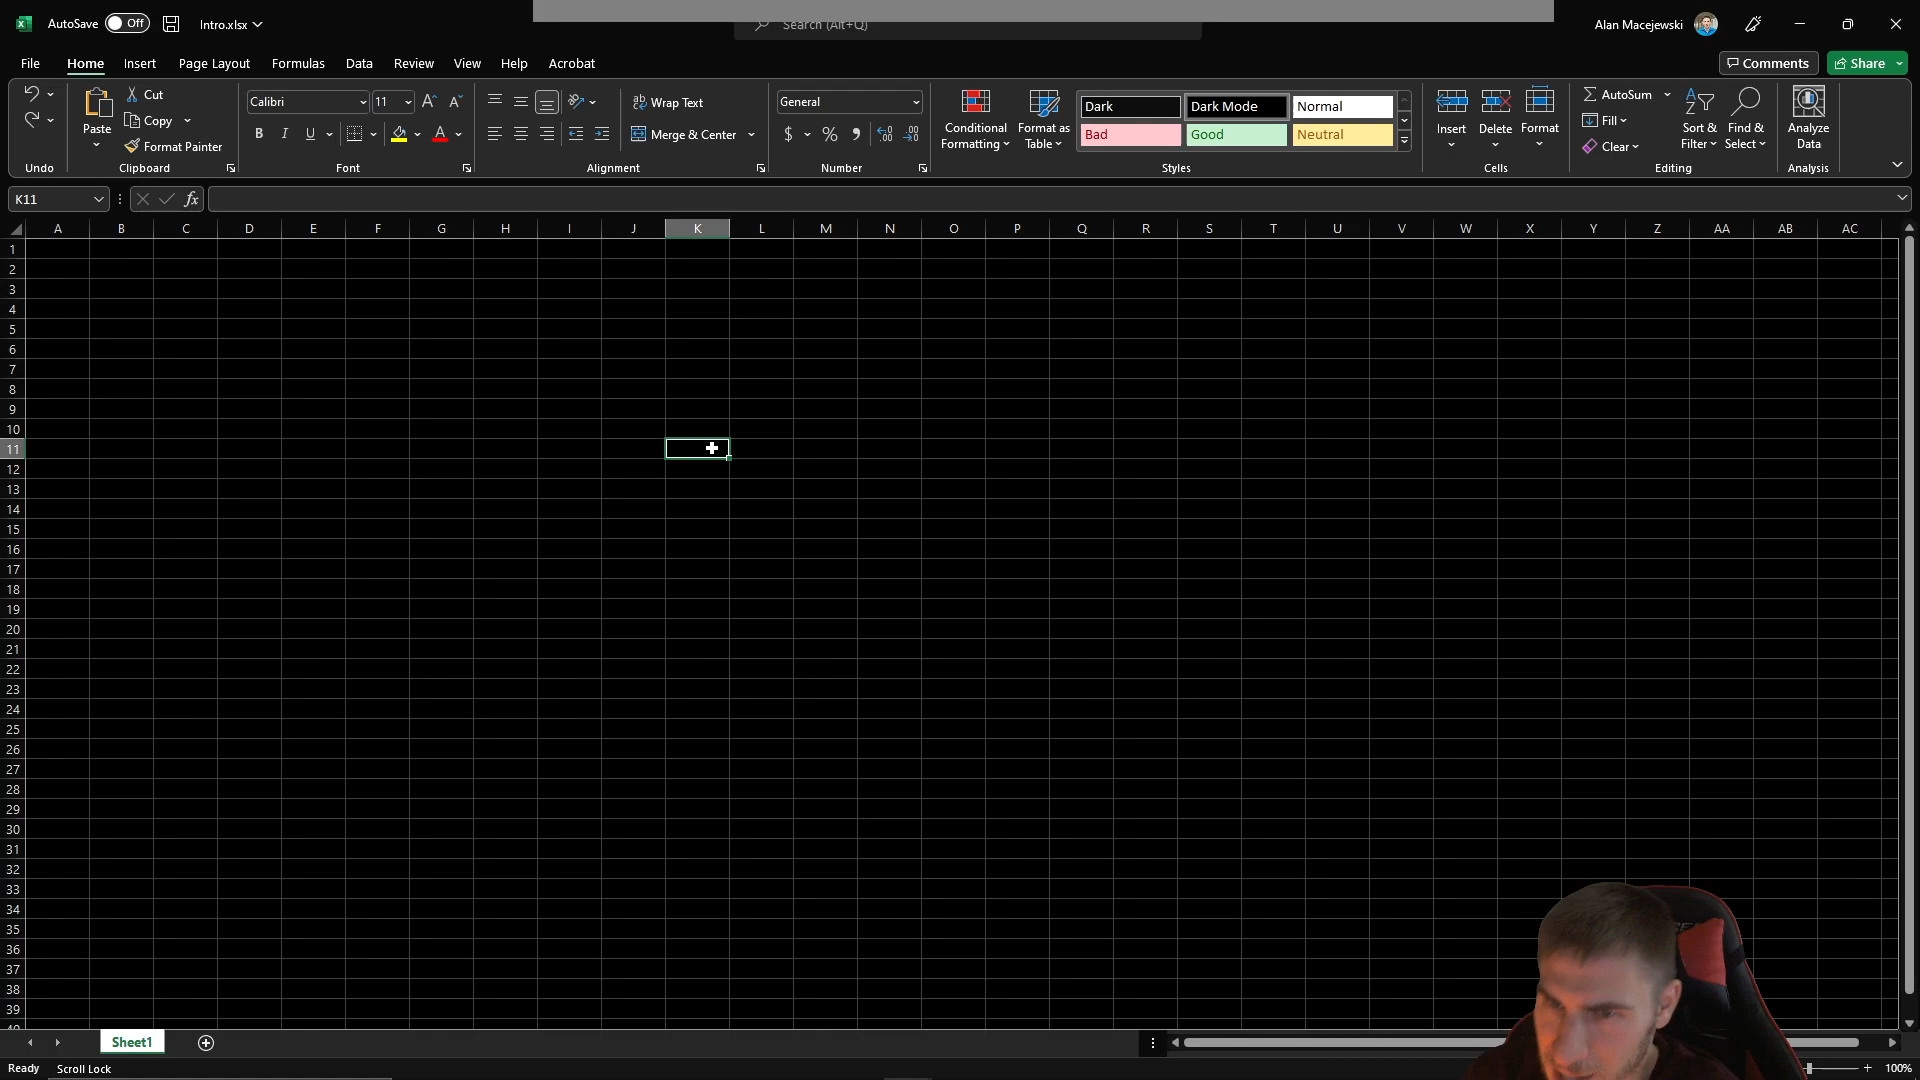 AutoSave Off Intro.xlsx Search (Alt+Q) Alan Macejewski
File Home Insert Page Layout Formulas Data Review View Help Acrobat Comments Share
Cut
Copy
Format Painter
Paste
Undo Clipboard
Calibri 11
B I U A
Font
Wrap Text
Merge & Center
Alignment
General
$ %
Number
Conditional Formatting
Format as Table
Dark Dark Mode Normal
Bad Good Neutral
Styles
Insert Delete Format
Cells
AutoSum
Fill
Clear
Sort & Filter
Find & Select
Editing
Analyze Data
Analysis
K11 fx
A B C D E F G H I J K L M N O P Q R S T U V W X Y Z AA AB AC
1
2
3
4
5
6
7
8
9
10
11
12
13
14
15
16
17
18
19
20
21
22
23
24
25
26
27
28
29
30
31
32
33
34
35
36
37
38
39
Sheet1
Ready Scroll Lock 100%